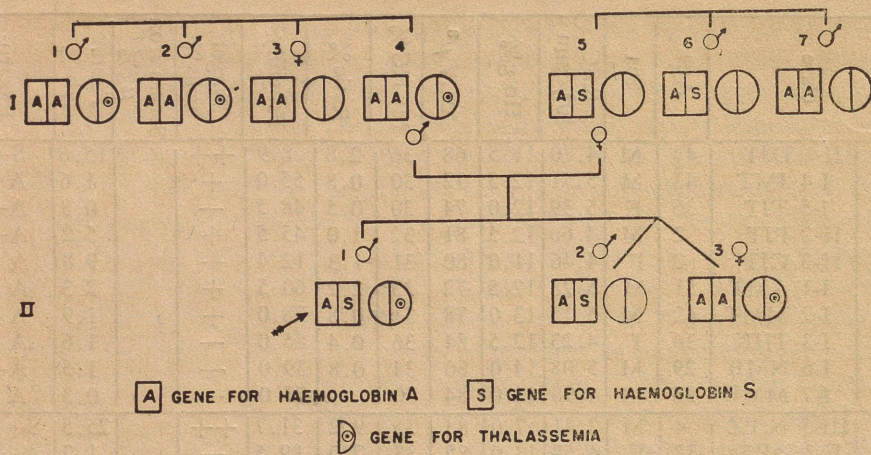 1 ♂ 2 ♂ 3 ♀ 4 5 6 ♂ 7 ♂
I A A A A A A A A A S A S A A
♂ ♀
1 ♂ 2 ♂ 3 ♀
II A S A S A A
A GENE FOR HAEMOGLOBIN A S GENE FOR HAEMOGLOBIN S
GENE FOR THALASSEMIA